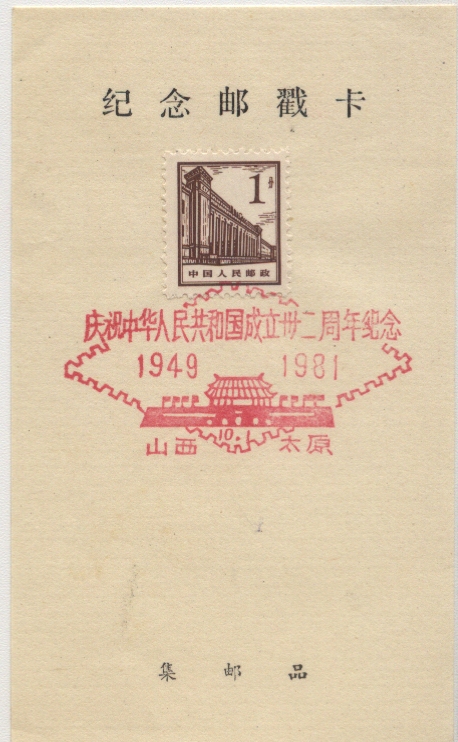 纪念邮戳卡
1分
中国人民邮政
庆祝中华人民共和国成立卅二周年纪念
1949 1981
10.1
山西 太原
集邮品